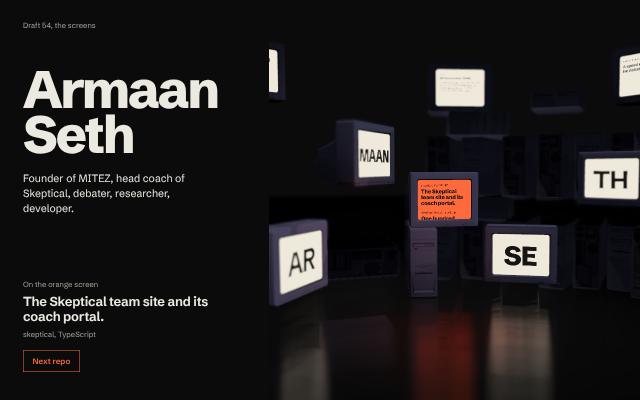 Draft 54, the screens
Armaan
Seth
Founder of MITEZ, head coach of
Skeptical, debater, researcher,
developer.
On the orange screen
The Skeptical team site and its
coach portal.
skeptical, TypeScript
Next repo
MAAN
TH
The Skeptical
team site and its
coach portal.
AR
SE